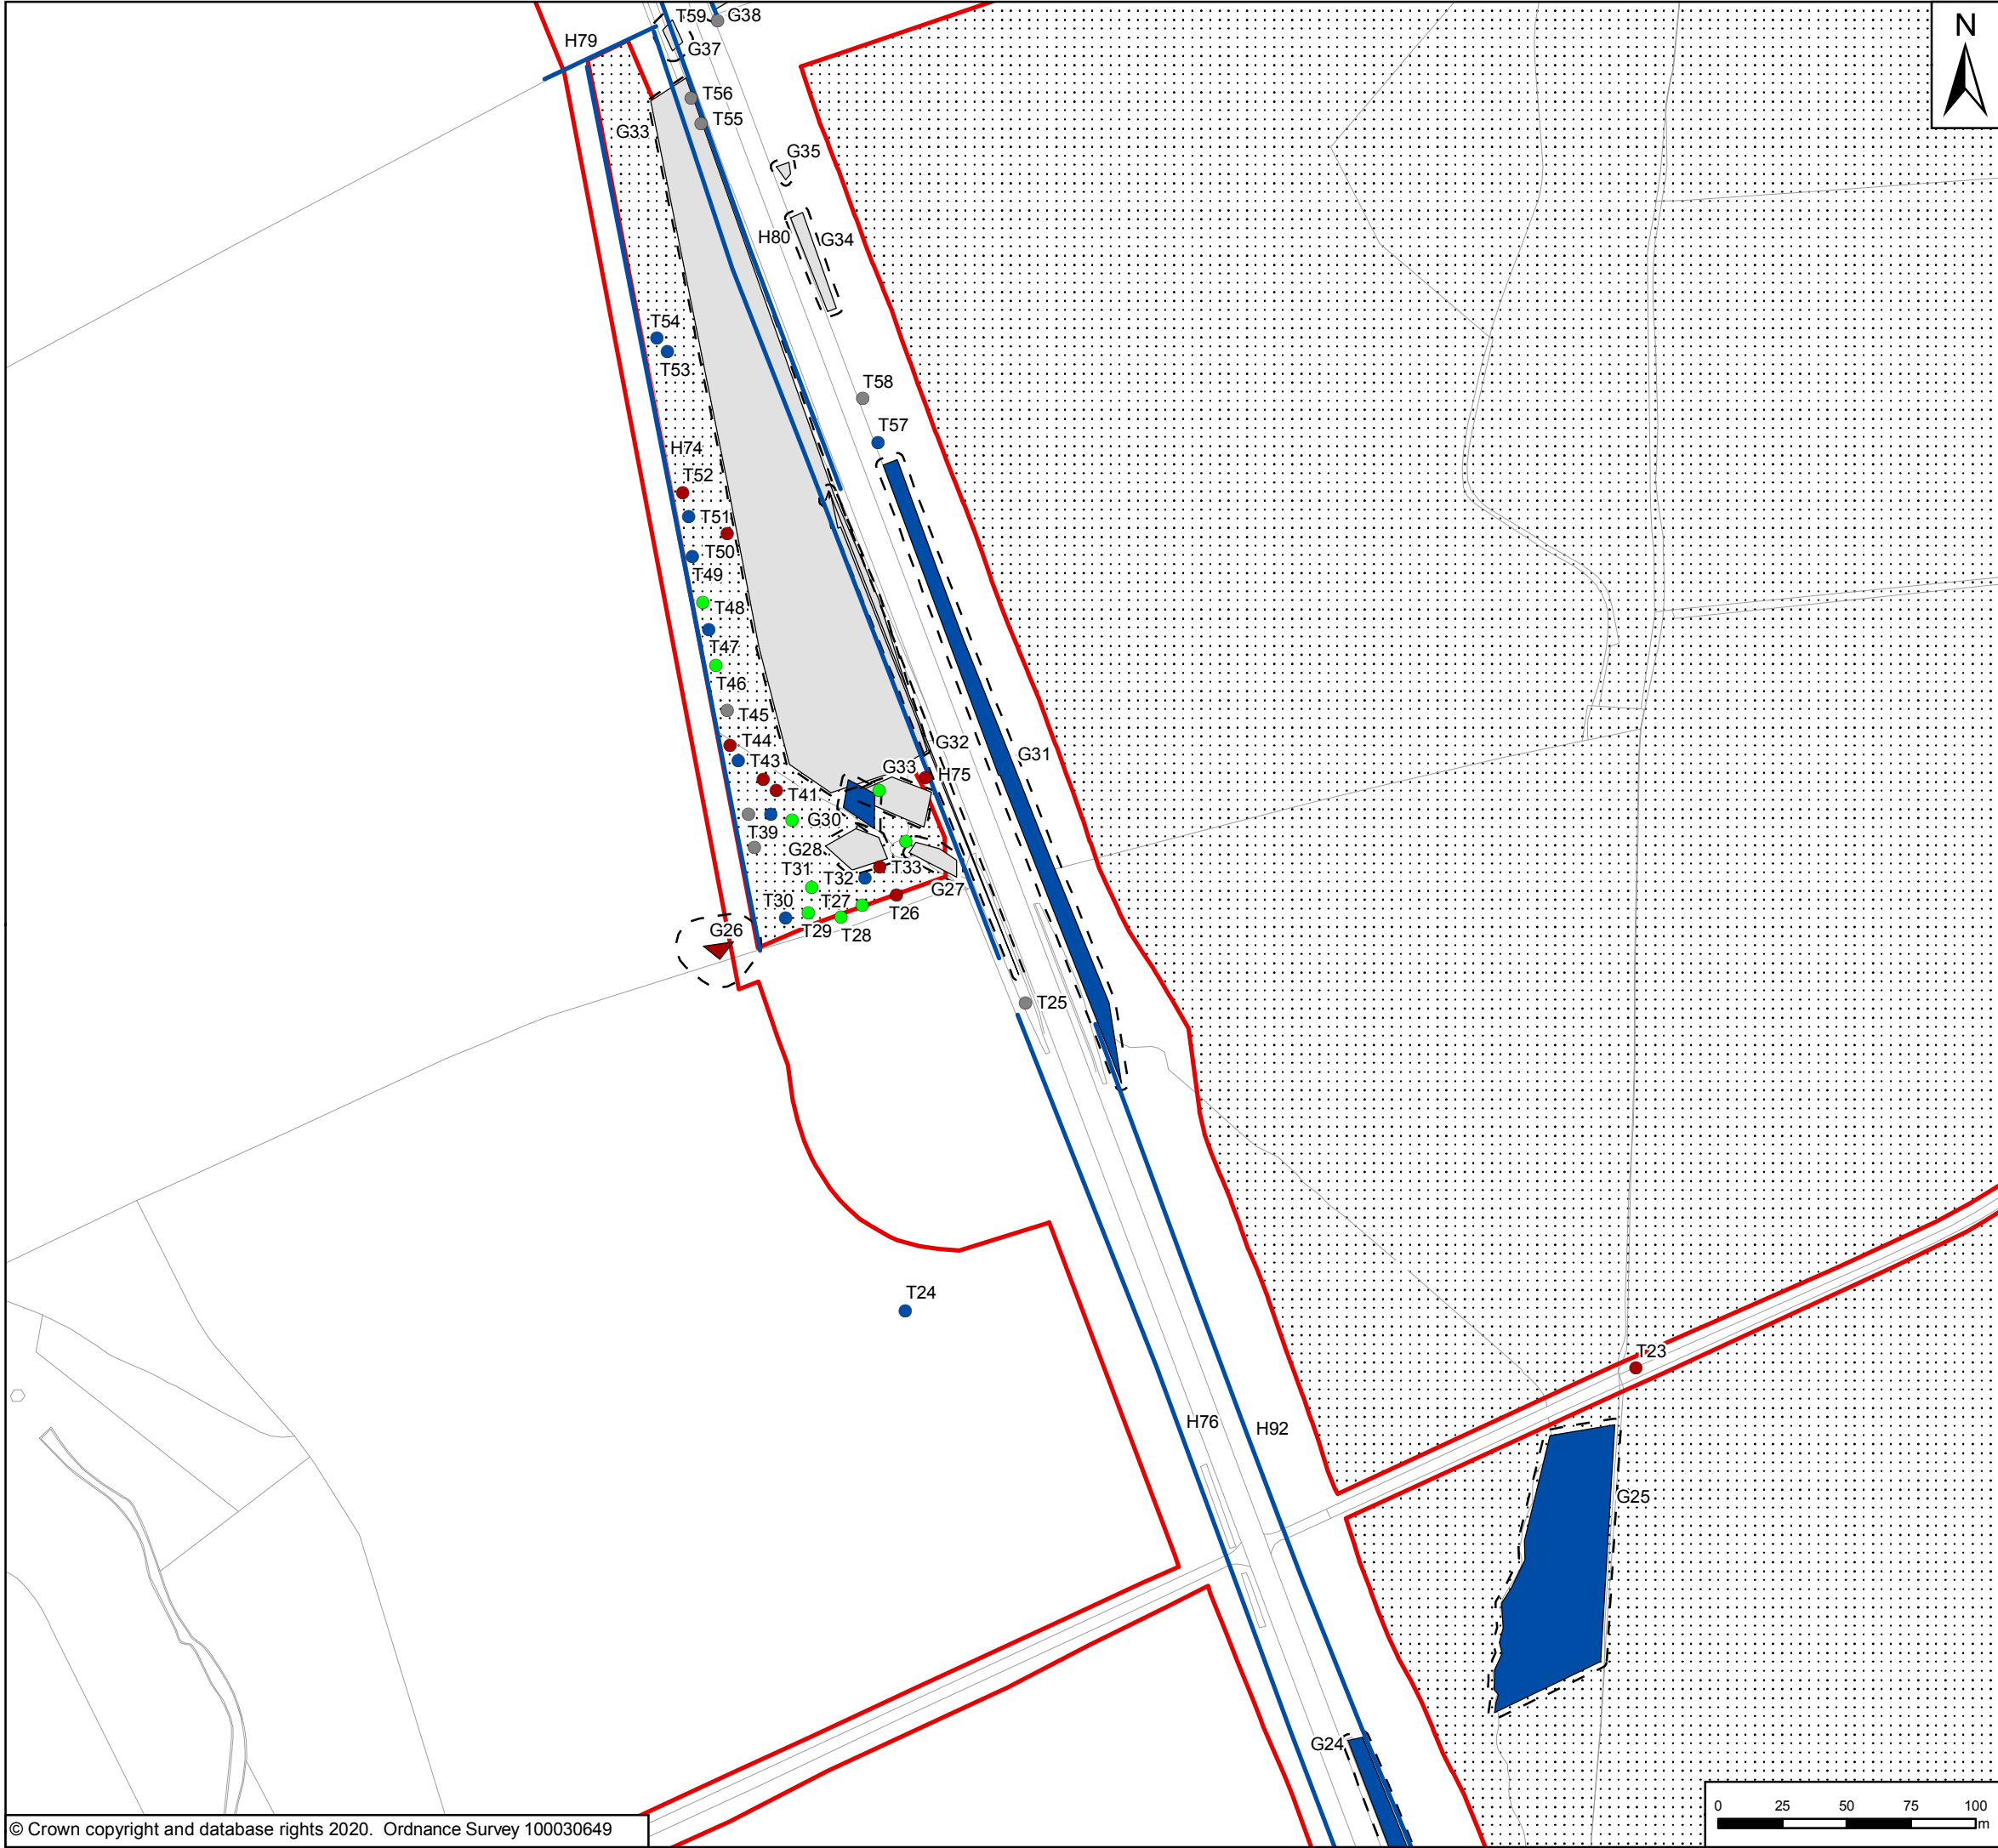 T59
G38
N
H79
G37
T56
T55
G33
G35
H80
G34
T54
T53
T58
T57
H74
T52
T51
T50
T49
T48
T47
T46
T45
T44
G32
G31
T43
G33
H75
T41
G30
T39
G28
T31
T32
T33
G27
T30
T27
T26
T29
T28
G26
T25
T24
T23
H76
H92
G25
G24
0 25 50 75 100
m
© Crown copyright and database rights 2020. Ordnance Survey 100030649